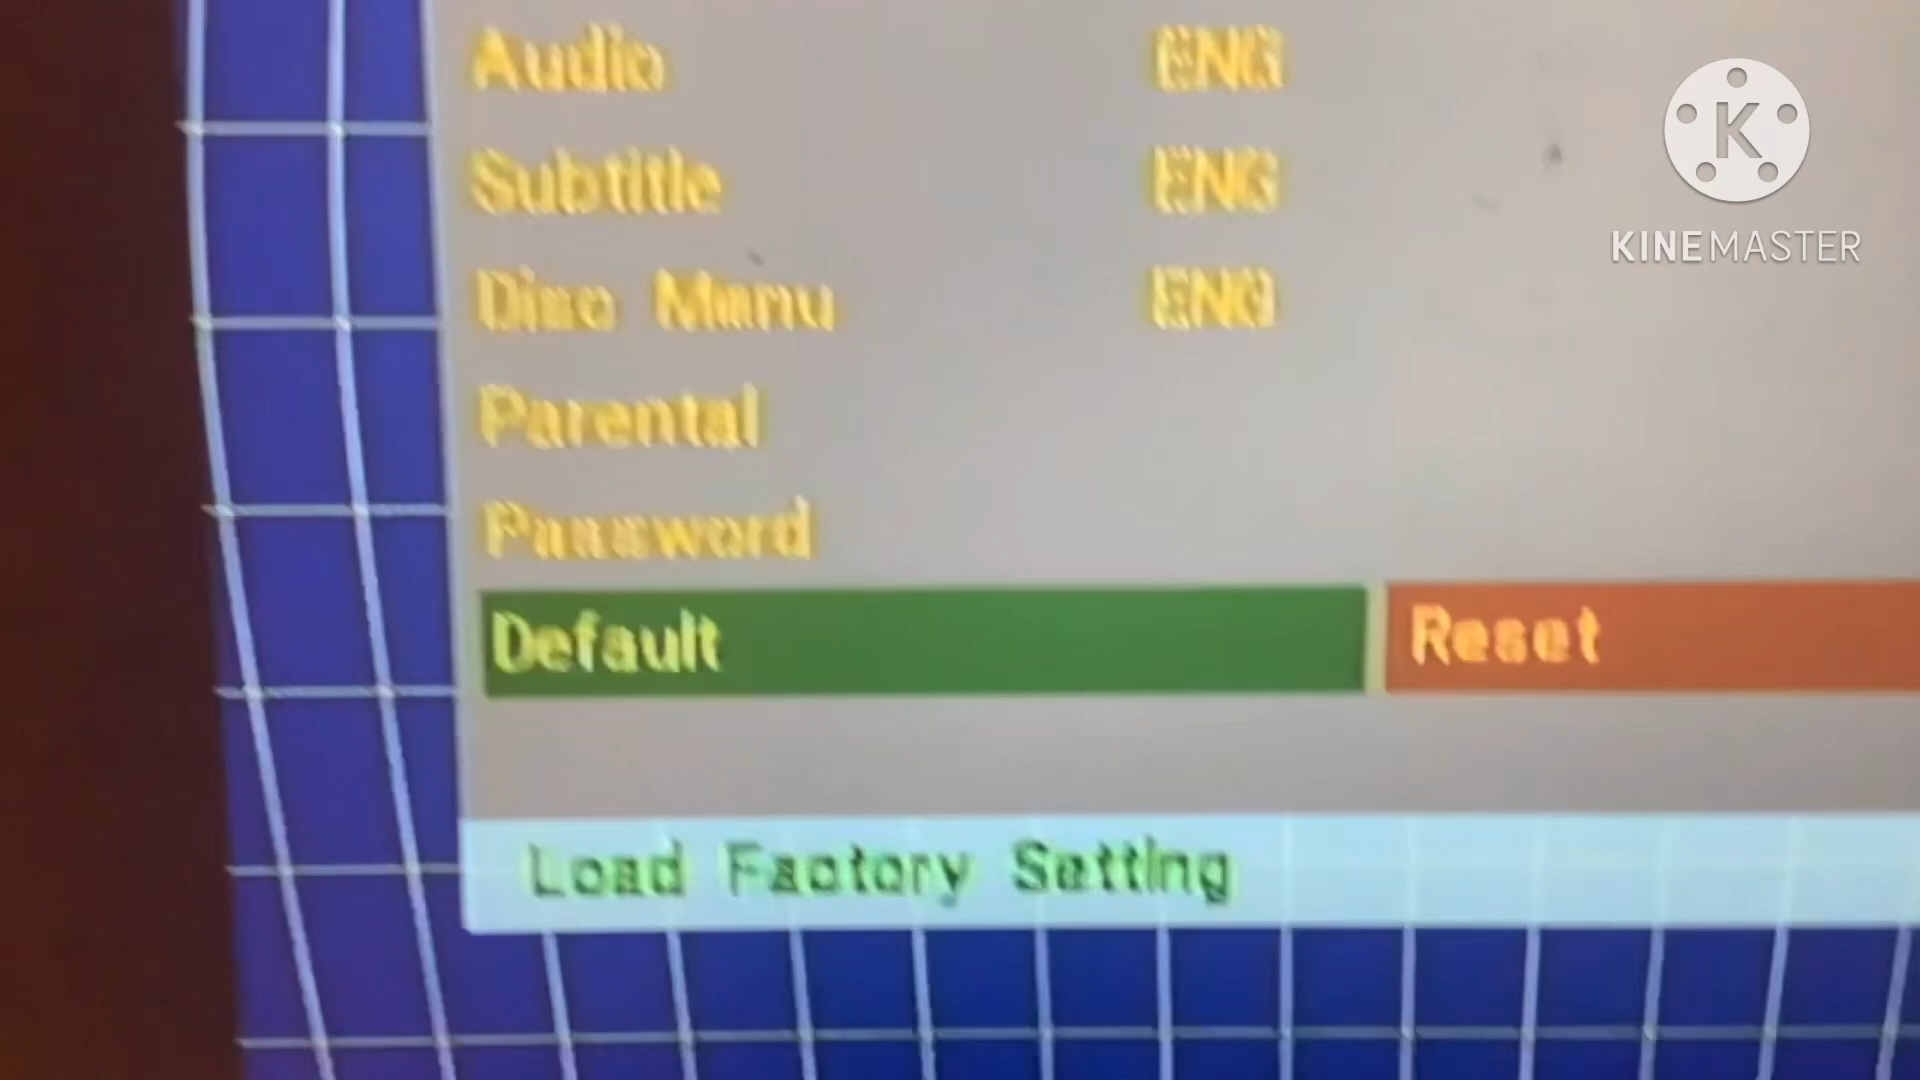 Audio ENG
Subtitle ENG
Disc Menu ENG
Parental
Password
Default Reset
Load Factory Setting
K
KINEMASTER